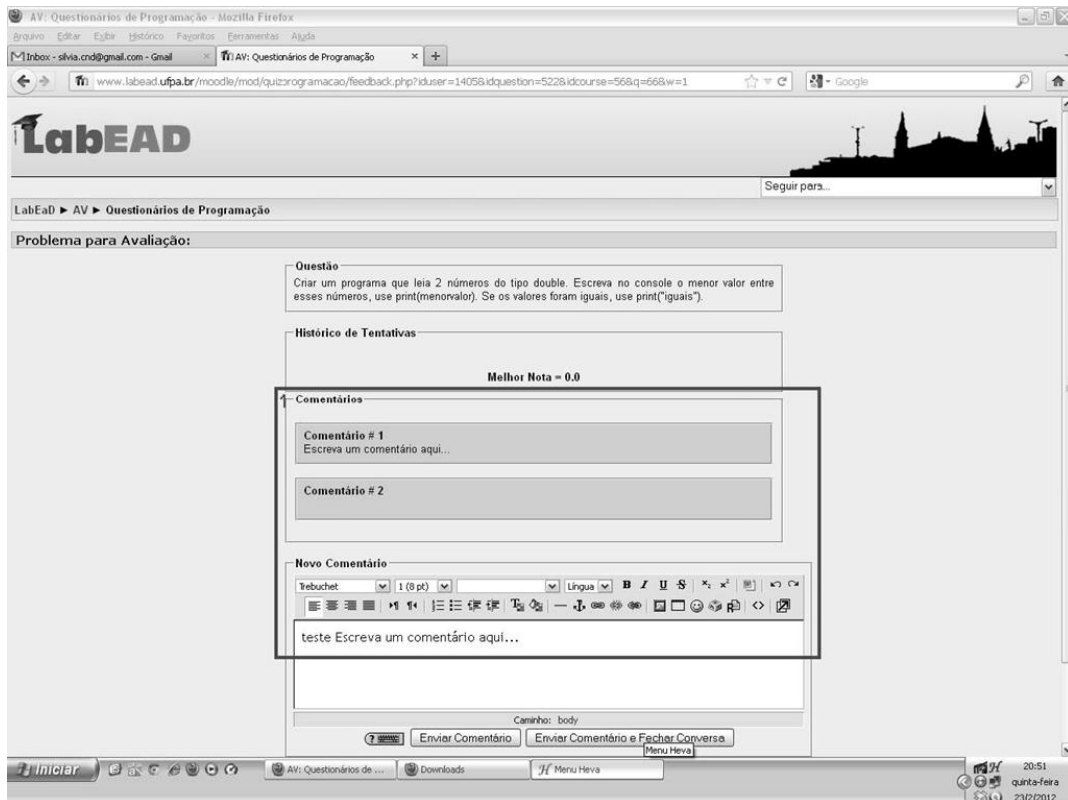 AV: Questionários de Programação - Mozilla Firefox
Arquivo Editar Exibir Histórico Favoritos Ferramentas Ajuda
Inbox - silvia.cnd@gmail.com - Gmail × AV: Questionários de Programação × +
www.labead.ufpa.br/moodle/mod/quizprogramacao/feedback.php?iduser=1405&idquestion=522&idcourse=56&q=66&w=1 Google
LabEAD
Seguir para...
LabEaD ► AV ► Questionários de Programação
Problema para Avaliação:
Questão
Criar um programa que leia 2 números do tipo double. Escreva no console o menor valor entre
esses números, use print(menorvalor). Se os valores foram iguais, use print("iguais").
Histórico de Tentativas
Melhor Nota = 0.0
1 Comentários
Comentário # 1
Escreva um comentário aqui...
Comentário # 2
Novo Comentário
Trebuchet 1 (8 pt) Língua B I U S x₂ x²
teste Escreva um comentário aqui...
Caminho: body
? Enviar Comentário Enviar Comentário e Fechar Conversa
Menu Heva
Iniciar AV: Questionários de ... Downloads Menu Heva 20:51
quinta-feira
23/2/2012